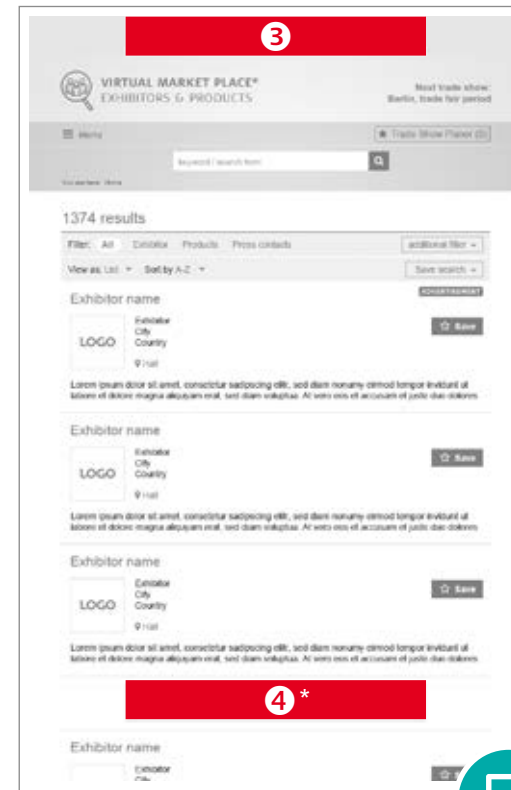 3
VIRTUAL MARKET PLACE®
EXHIBITORS & PRODUCTS
Next trade show:
Berlin, trade fair period
Menu
★ Trade Show Planer (0)
keyword / search term
1374 results
Filter: All Exhibitor Products Press contacts
additional filter
View as: List Sort by A-Z
Save search
Exhibitor name
ADVERTISEMENT
LOGO
Exhibitor
City
Country
Hall
Save
Lorem ipsum dolor sit amet, consetetur sadipscing elitr, sed diam nonumy eirmod tempor invidunt ut
labore et dolore magna aliquyam erat, sed diam voluptua. At vero eos et accusam et justo duo dolores
Exhibitor name
LOGO
Exhibitor
City
Country
Hall
Save
Lorem ipsum dolor sit amet, consetetur sadipscing elitr, sed diam nonumy eirmod tempor invidunt ut
labore et dolore magna aliquyam erat, sed diam voluptua. At vero eos et accusam et justo duo dolores
Exhibitor name
LOGO
Exhibitor
City
Country
Hall
Save
Lorem ipsum dolor sit amet, consetetur sadipscing elitr, sed diam nonumy eirmod tempor invidunt ut
labore et dolore magna aliquyam erat, sed diam voluptua. At vero eos et accusam et justo duo dolores
4 *
Exhibitor name
Exhibitor
City